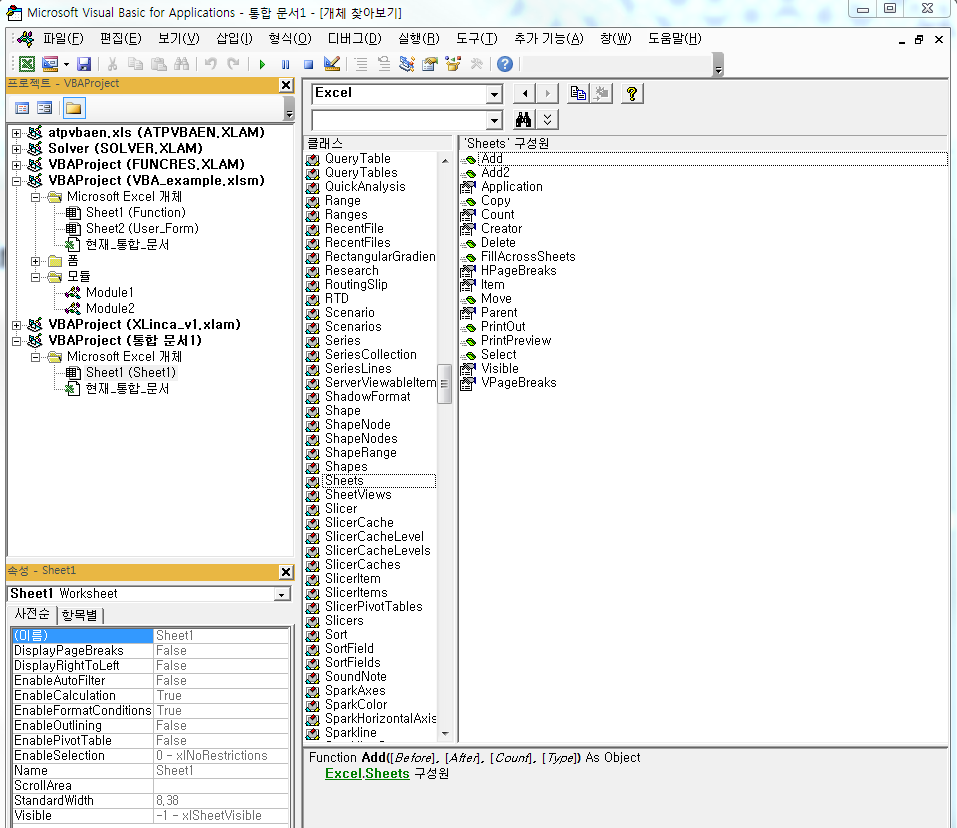 Microsoft Visual Basic for Applications - 통합 문서1 - [개체 찾아보기]
파일(F) 편집(E) 보기(V) 삽입(I) 형식(O) 디버그(D) 실행(R) 도구(T) 추가 기능(A) 창(W) 도움말(H)
프로젝트 - VBAProject
atpvbaen.xls (ATPVBAEN.XLAM)
Solver (SOLVER.XLAM)
VBAProject (FUNCRES.XLAM)
VBAProject (VBA_example.xlsm)
Microsoft Excel 개체
Sheet1 (Function)
Sheet2 (User_Form)
현재_통합_문서
폼
모듈
Module1
Module2
VBAProject (XLinca_v1.xlam)
VBAProject (통합 문서1)
Microsoft Excel 개체
Sheet1 (Sheet1)
현재_통합_문서
속성 - Sheet1
Sheet1 Worksheet
사전순 항목별
(이름) Sheet1
DisplayPageBreaks False
DisplayRightToLeft False
EnableAutoFilter False
EnableCalculation True
EnableFormatConditions True
EnableOutlining False
EnablePivotTable False
EnableSelection 0 - xlNoRestrictions
Name Sheet1
ScrollArea
StandardWidth 8.38
Visible -1 - xlSheetVisible
Excel
클래스
QueryTable
QueryTables
QuickAnalysis
Range
Ranges
RecentFile
RecentFiles
RectangularGradien
Research
RoutingSlip
RTD
Scenario
Scenarios
Series
SeriesCollection
SeriesLines
ServerViewableItem
ShadowFormat
Shape
ShapeNode
ShapeNodes
ShapeRange
Shapes
Sheets
SheetViews
Slicer
SlicerCache
SlicerCacheLevel
SlicerCacheLevels
SlicerCaches
SlicerItem
SlicerItems
SlicerPivotTables
Slicers
Sort
SortField
SortFields
SoundNote
SparkAxes
SparkColor
SparkHorizontalAxis
Sparkline
'Sheets' 구성원
Add
Add2
Application
Copy
Count
Creator
Delete
FillAcrossSheets
HPageBreaks
Item
Move
Parent
PrintOut
PrintPreview
Select
Visible
VPageBreaks
Function Add([Before], [After], [Count], [Type]) As Object
Excel.Sheets 구성원